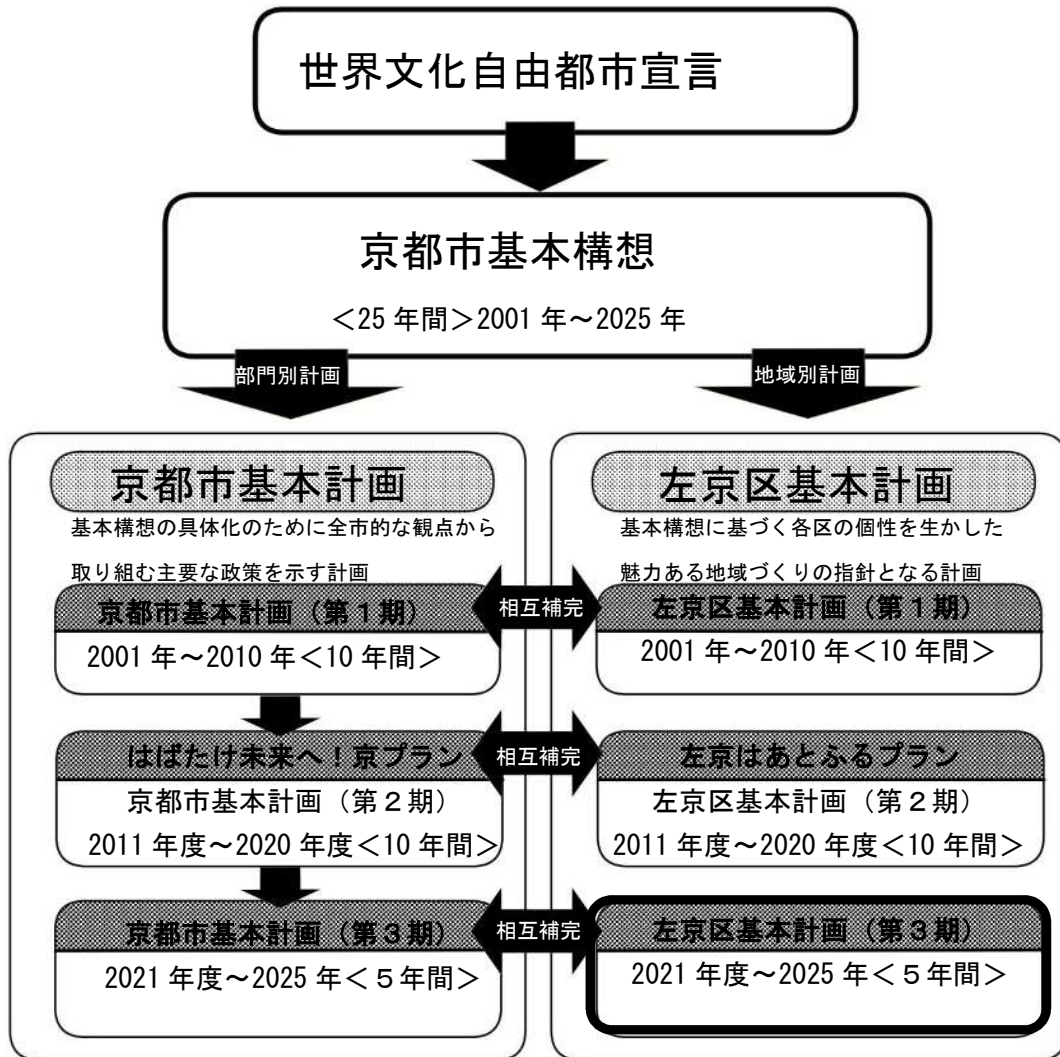 世界文化自由都市宣言
京都市基本構想
＜25年間＞2001年～2025年
部門別計画
地域別計画
京都市基本計画
基本構想の具体化のために全市的な観点から
取り組む主要な政策を示す計画
左京区基本計画
基本構想に基づく各区の個性を生かした
魅力ある地域づくりの指針となる計画
京都市基本計画（第１期）
2001年～2010年＜10年間＞
相互補完
左京区基本計画（第１期）
2001年～2010年＜10年間＞
はばたけ未来へ！京プラン
京都市基本計画（第２期）
2011年度～2020年度＜10年間＞
相互補完
左京はあとふるプラン
左京区基本計画（第２期）
2011年度～2020年度＜10年間＞
京都市基本計画（第３期）
2021年度～2025年＜５年間＞
相互補完
左京区基本計画（第３期）
2021年度～2025年＜５年間＞